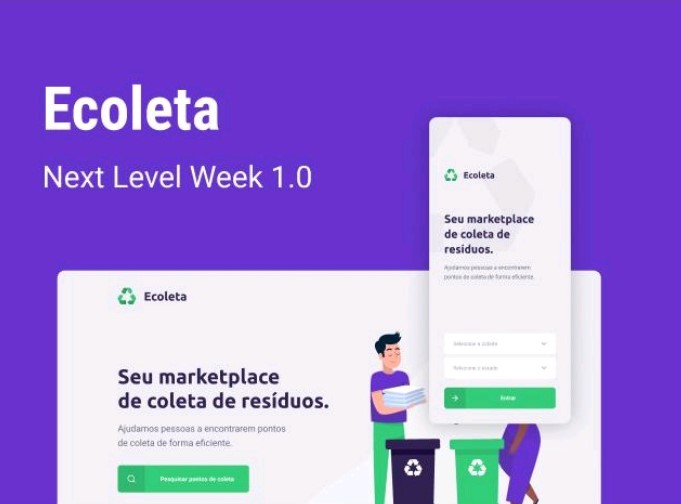 Ecoleta
Next Level Week 1.0
Ecoleta
Seu marketplace
de coleta de
resíduos.
Ajudamos pessoas a encontrarem
pontos de coleta de forma eficiente.
Selecione a cidade
Selecione o estado
Entrar
Ecoleta
Seu marketplace
de coleta de resíduos.
Ajudamos pessoas a encontrarem pontos
de coleta de forma eficiente.
Pesquisar pontos de coleta